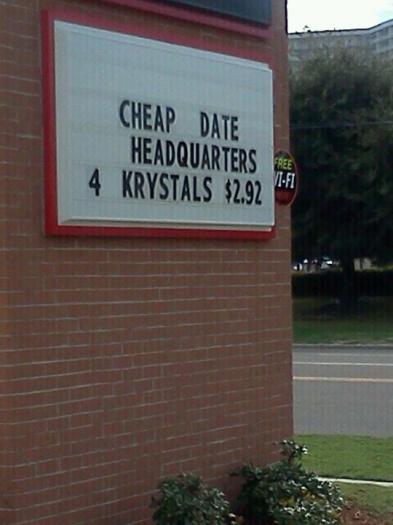 CHEAP DATE
HEADQUARTERS
4 KRYSTALS $2.92
FREE
WI-FI